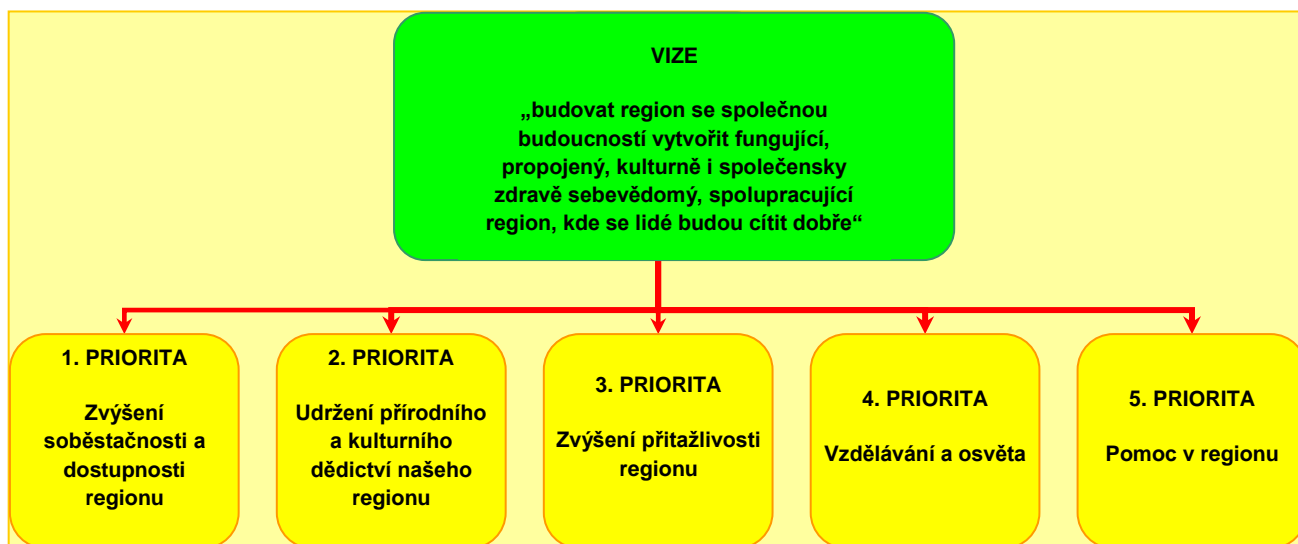 VIZE
„budovat region se společnou
budoucností vytvořit fungující,
propojený, kulturně i společensky
zdravě sebevědomý, spolupracující
region, kde se lidé budou cítit dobře“
1. PRIORITA
Zvýšení
soběstačnosti a
dostupnosti
regionu
2. PRIORITA
Udržení přírodního
a kulturního
dědictví našeho
regionu
3. PRIORITA
Zvýšení přitažlivosti
regionu
4. PRIORITA
Vzdělávání a osvěta
5. PRIORITA
Pomoc v regionu